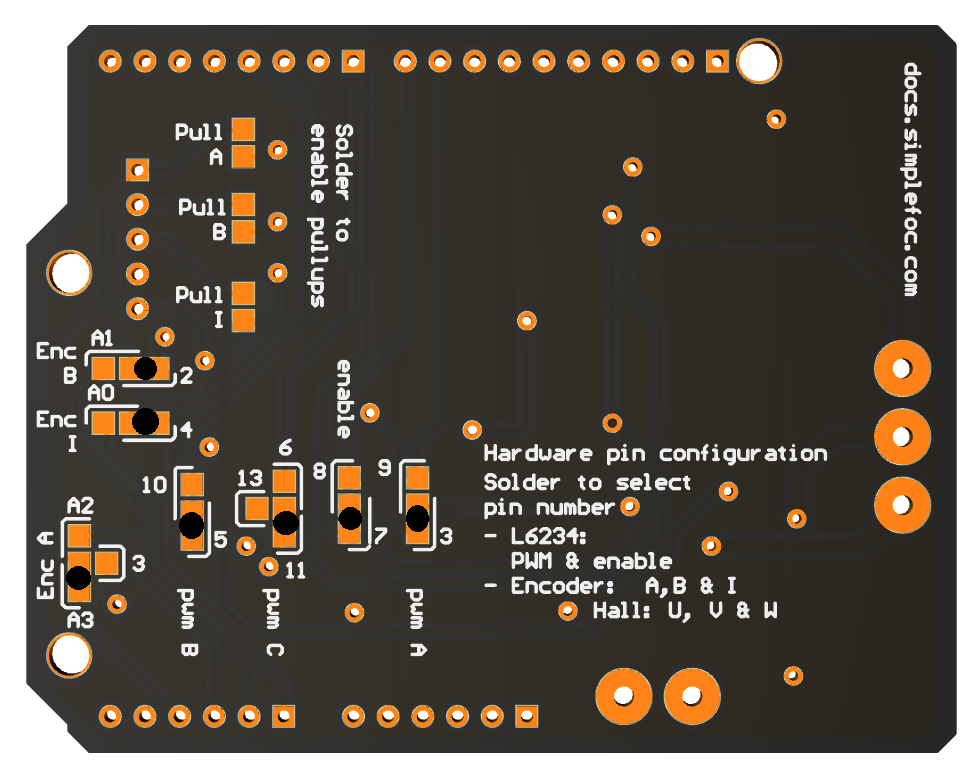 docs.simplefoc.com
Pull
A
Pull
B
Pull
I
Solder to
enable pullups
A1
Enc
B
2
A0
Enc
I
4
enable
10
5
pwm B
6
13
11
pwm C
8
7
9
3
pwm A
A2
A
Enc
3
A3
Hardware pin configuration
Solder to select
pin number
- L6234:
PWM & enable
- Encoder: A,B & I
Hall: U, V & W